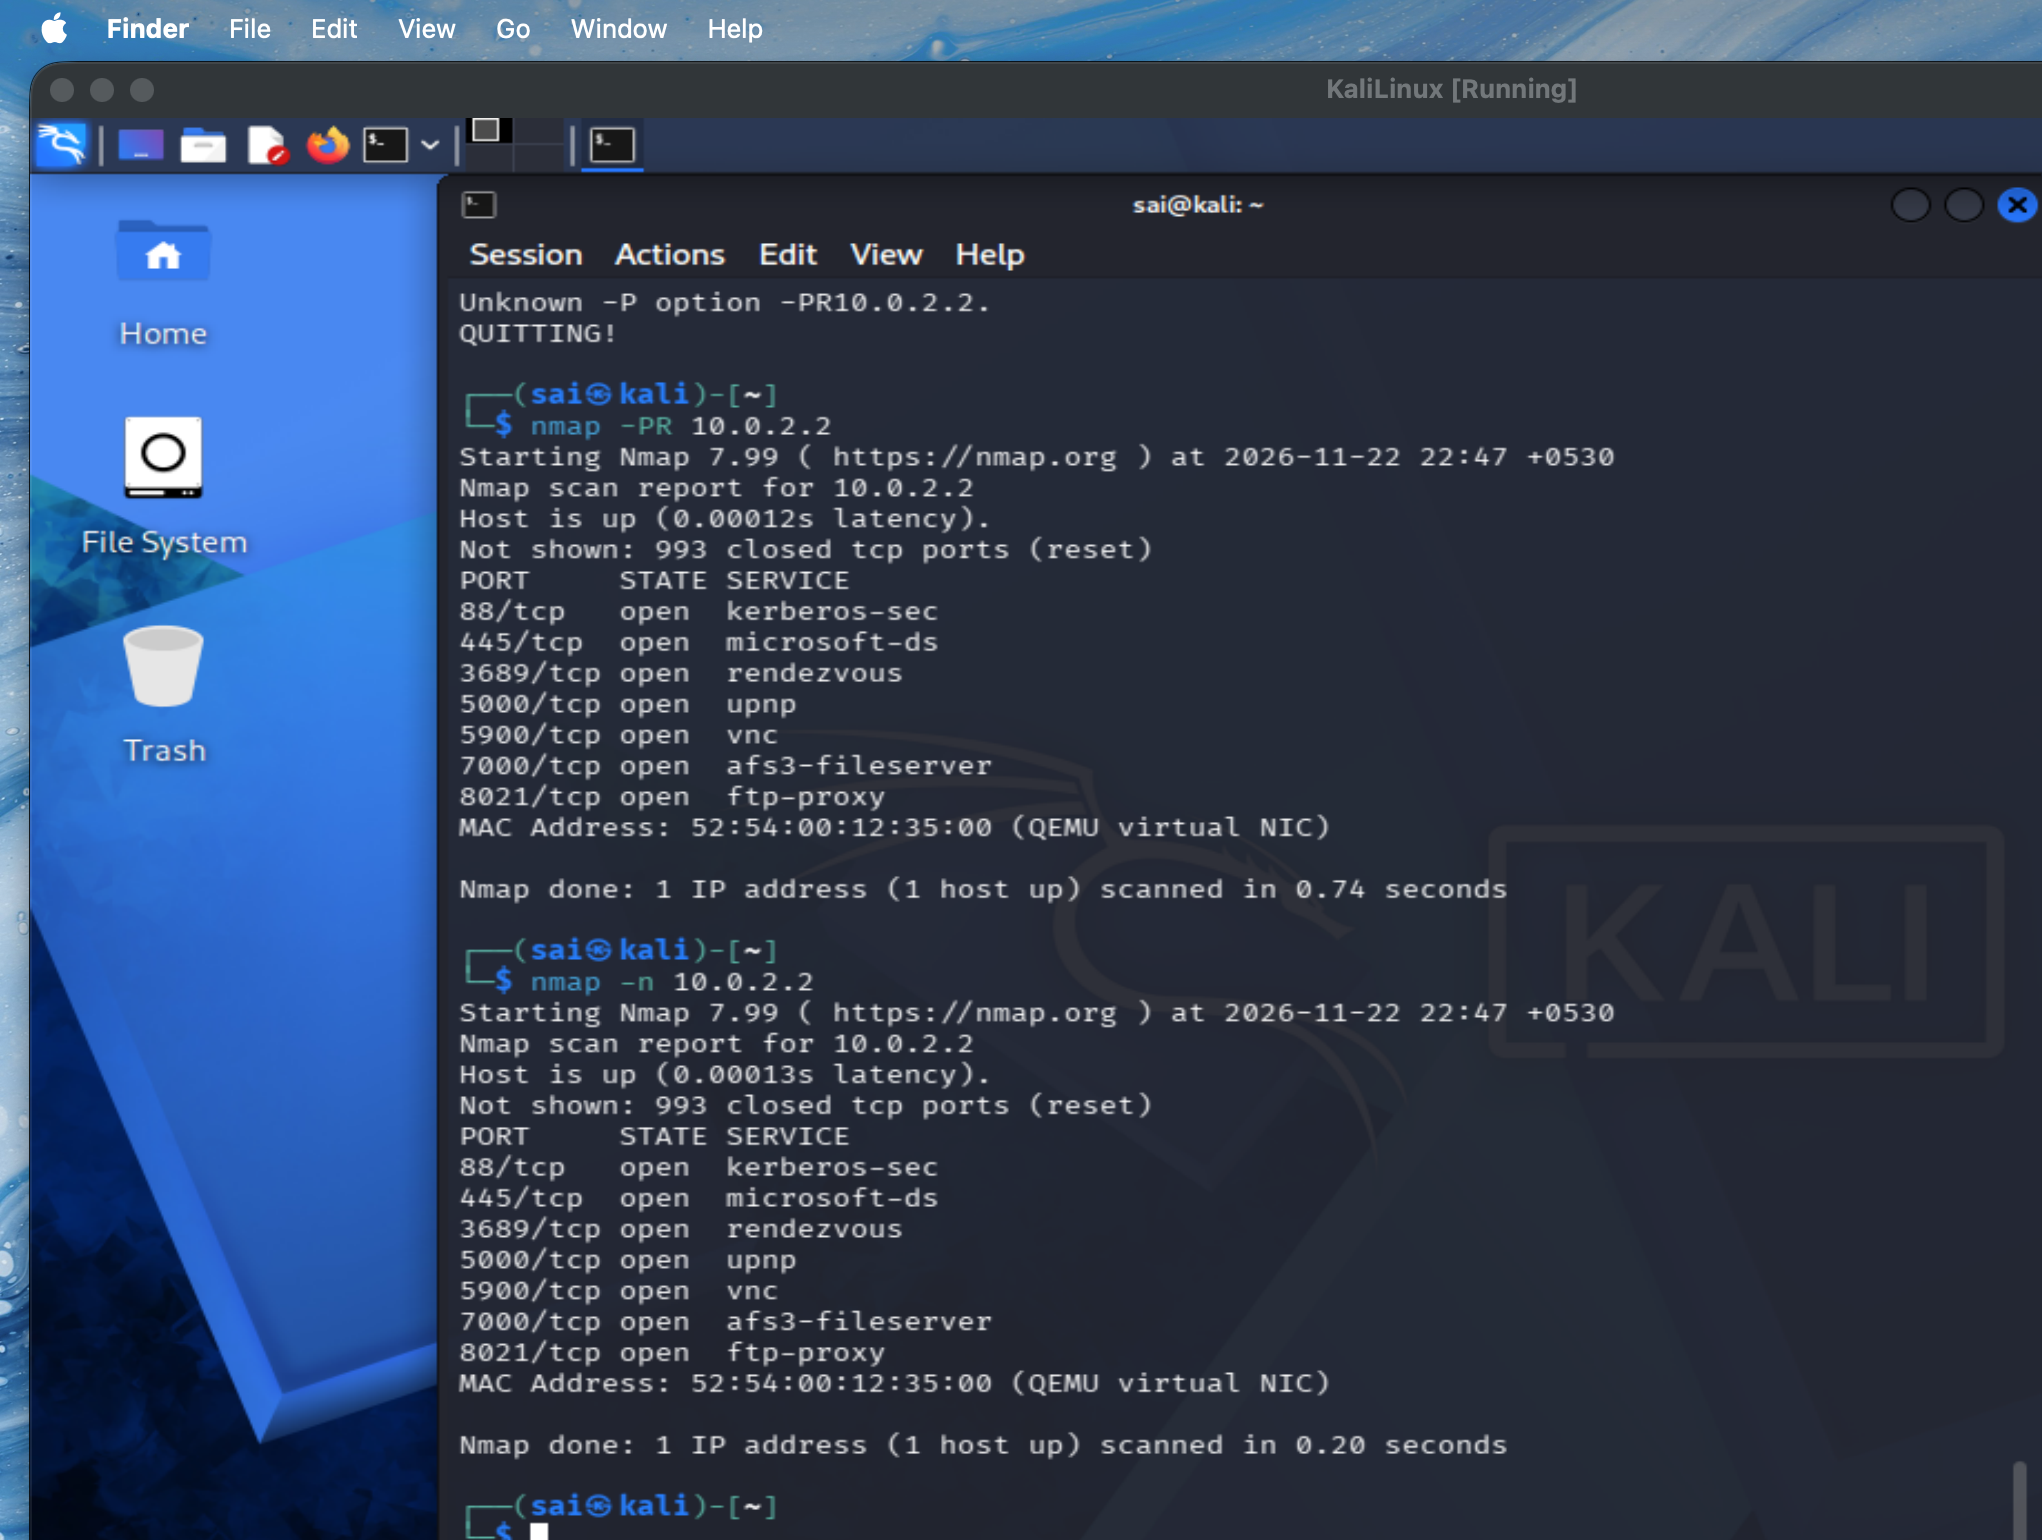 Finder File Edit View Go Window Help
KaliLinux [Running]
sai@kali: ~
Session Actions Edit View Help
Home
File System
Trash
Unknown -P option -PR10.0.2.2.
QUITTING!
┌──(sai㉿kali)-[~]
└─$ nmap -PR 10.0.2.2
Starting Nmap 7.99 ( https://nmap.org ) at 2026-11-22 22:47 +0530
Nmap scan report for 10.0.2.2
Host is up (0.00012s latency).
Not shown: 993 closed tcp ports (reset)
PORT     STATE SERVICE
88/tcp   open  kerberos-sec
445/tcp  open  microsoft-ds
3689/tcp open  rendezvous
5000/tcp open  upnp
5900/tcp open  vnc
7000/tcp open  afs3-fileserver
8021/tcp open  ftp-proxy
MAC Address: 52:54:00:12:35:00 (QEMU virtual NIC)
Nmap done: 1 IP address (1 host up) scanned in 0.74 seconds
┌──(sai㉿kali)-[~]
└─$ nmap -n 10.0.2.2
Starting Nmap 7.99 ( https://nmap.org ) at 2026-11-22 22:47 +0530
Nmap scan report for 10.0.2.2
Host is up (0.00013s latency).
Not shown: 993 closed tcp ports (reset)
PORT     STATE SERVICE
88/tcp   open  kerberos-sec
445/tcp  open  microsoft-ds
3689/tcp open  rendezvous
5000/tcp open  upnp
5900/tcp open  vnc
7000/tcp open  afs3-fileserver
8021/tcp open  ftp-proxy
MAC Address: 52:54:00:12:35:00 (QEMU virtual NIC)
Nmap done: 1 IP address (1 host up) scanned in 0.20 seconds
┌──(sai㉿kali)-[~]
└─$
KALI